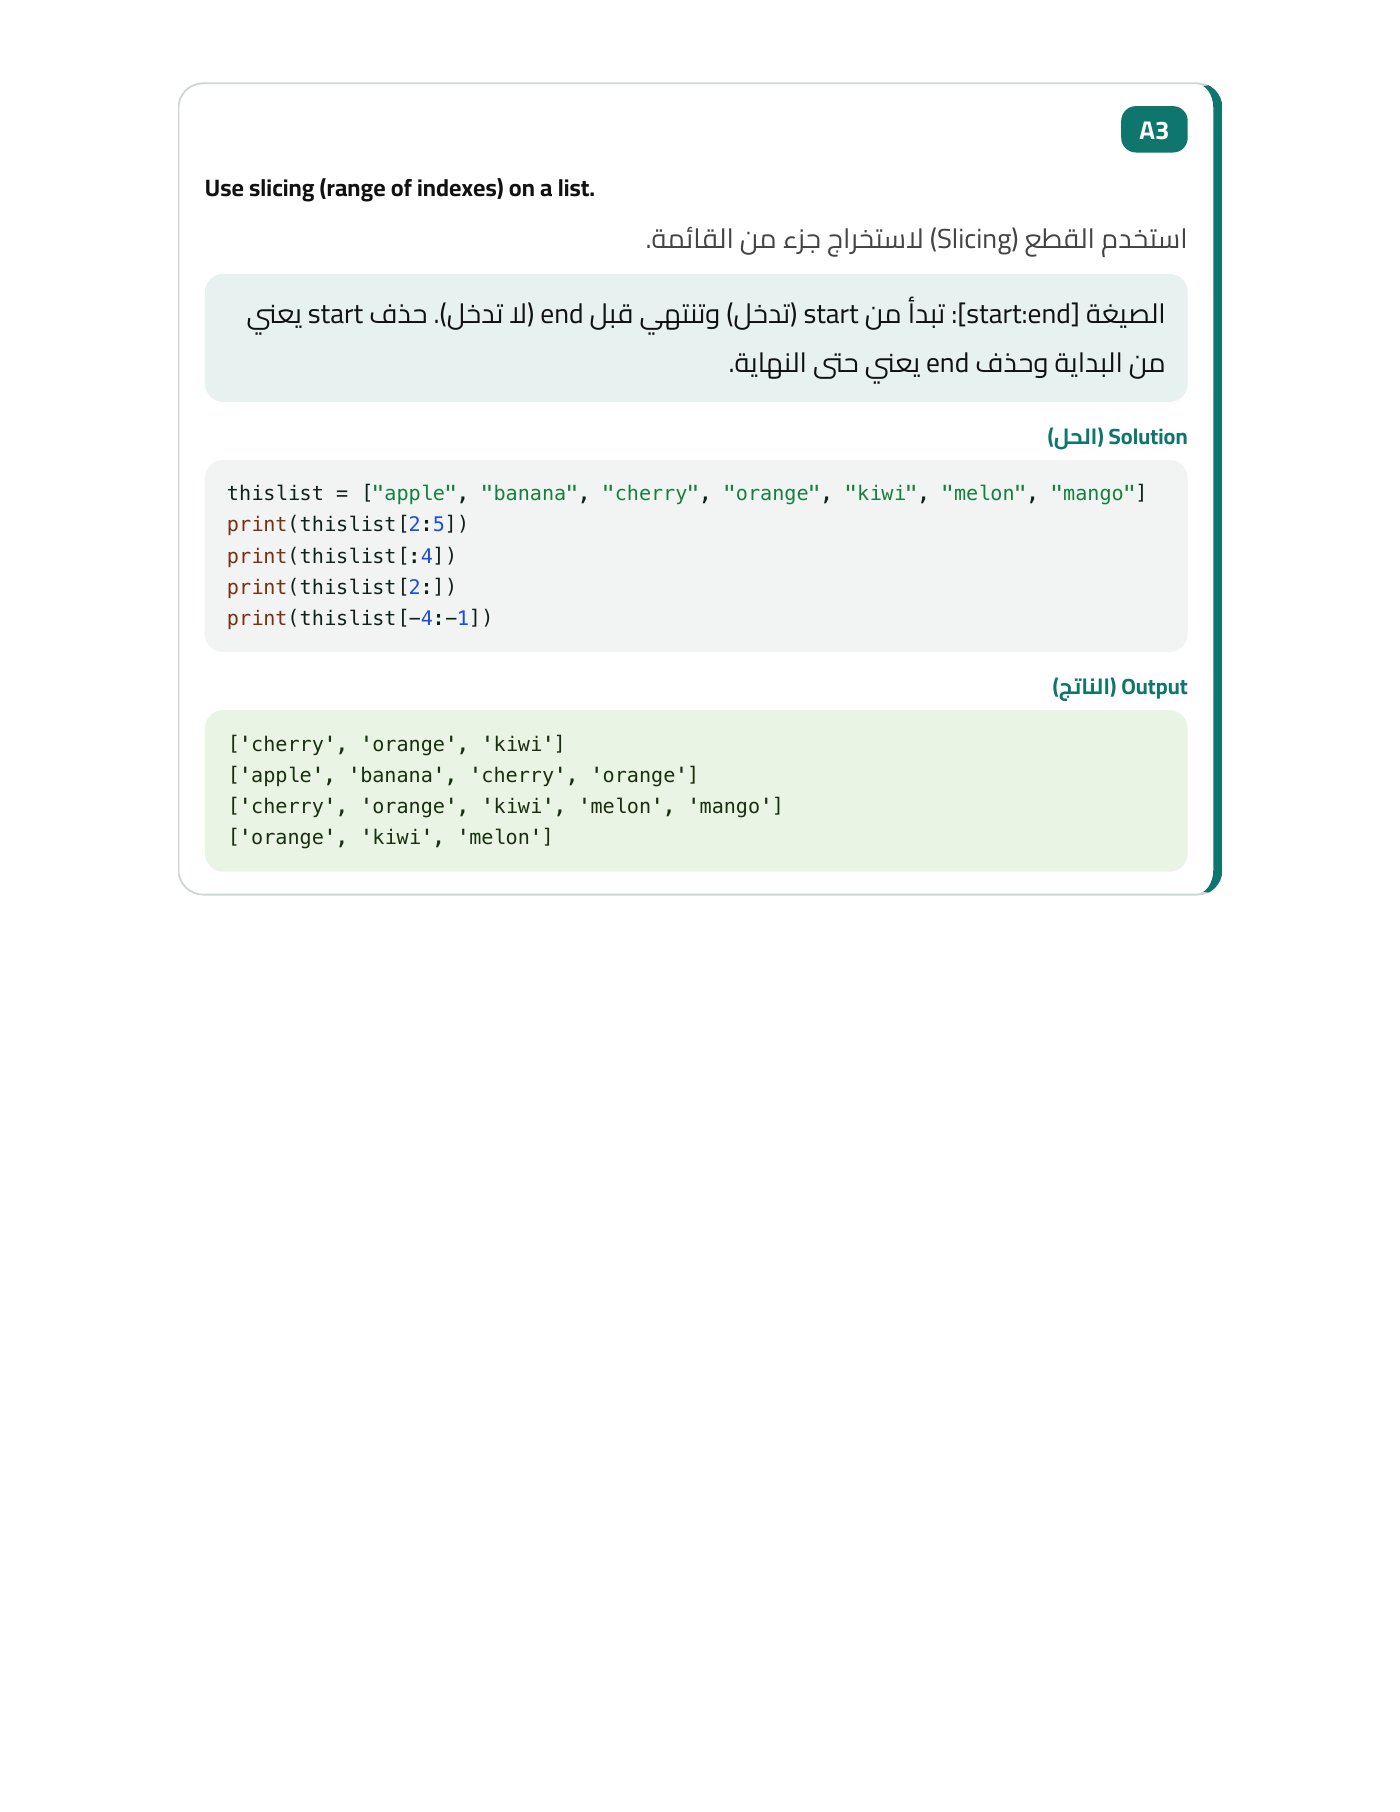 A3
Use slicing (range of indexes) on a list.
استخدم القطع (Slicing) لاستخراج جزء من القائمة.
الصيغة [start:end]: تبدأ من start (تدخل) وتنتهي قبل end (لا تدخل). حذف start يعني
من البداية وحذف end يعني حتى النهاية.
Solution (الحل)
thislist = ["apple", "banana", "cherry", "orange", "kiwi", "melon", "mango"]
print(thislist[2:5])
print(thislist[:4])
print(thislist[2:])
print(thislist[-4:-1])
Output (الناتج)
['cherry', 'orange', 'kiwi']
['apple', 'banana', 'cherry', 'orange']
['cherry', 'orange', 'kiwi', 'melon', 'mango']
['orange', 'kiwi', 'melon']